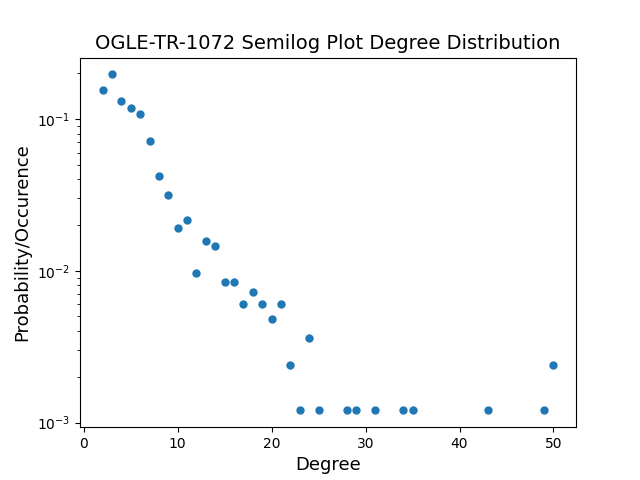 OGLE-TR-1072 Semilog Plot Degree Distribution
Probability/Occurence
10⁻¹
10⁻²
10⁻³
0 10 20 30 40 50
Degree